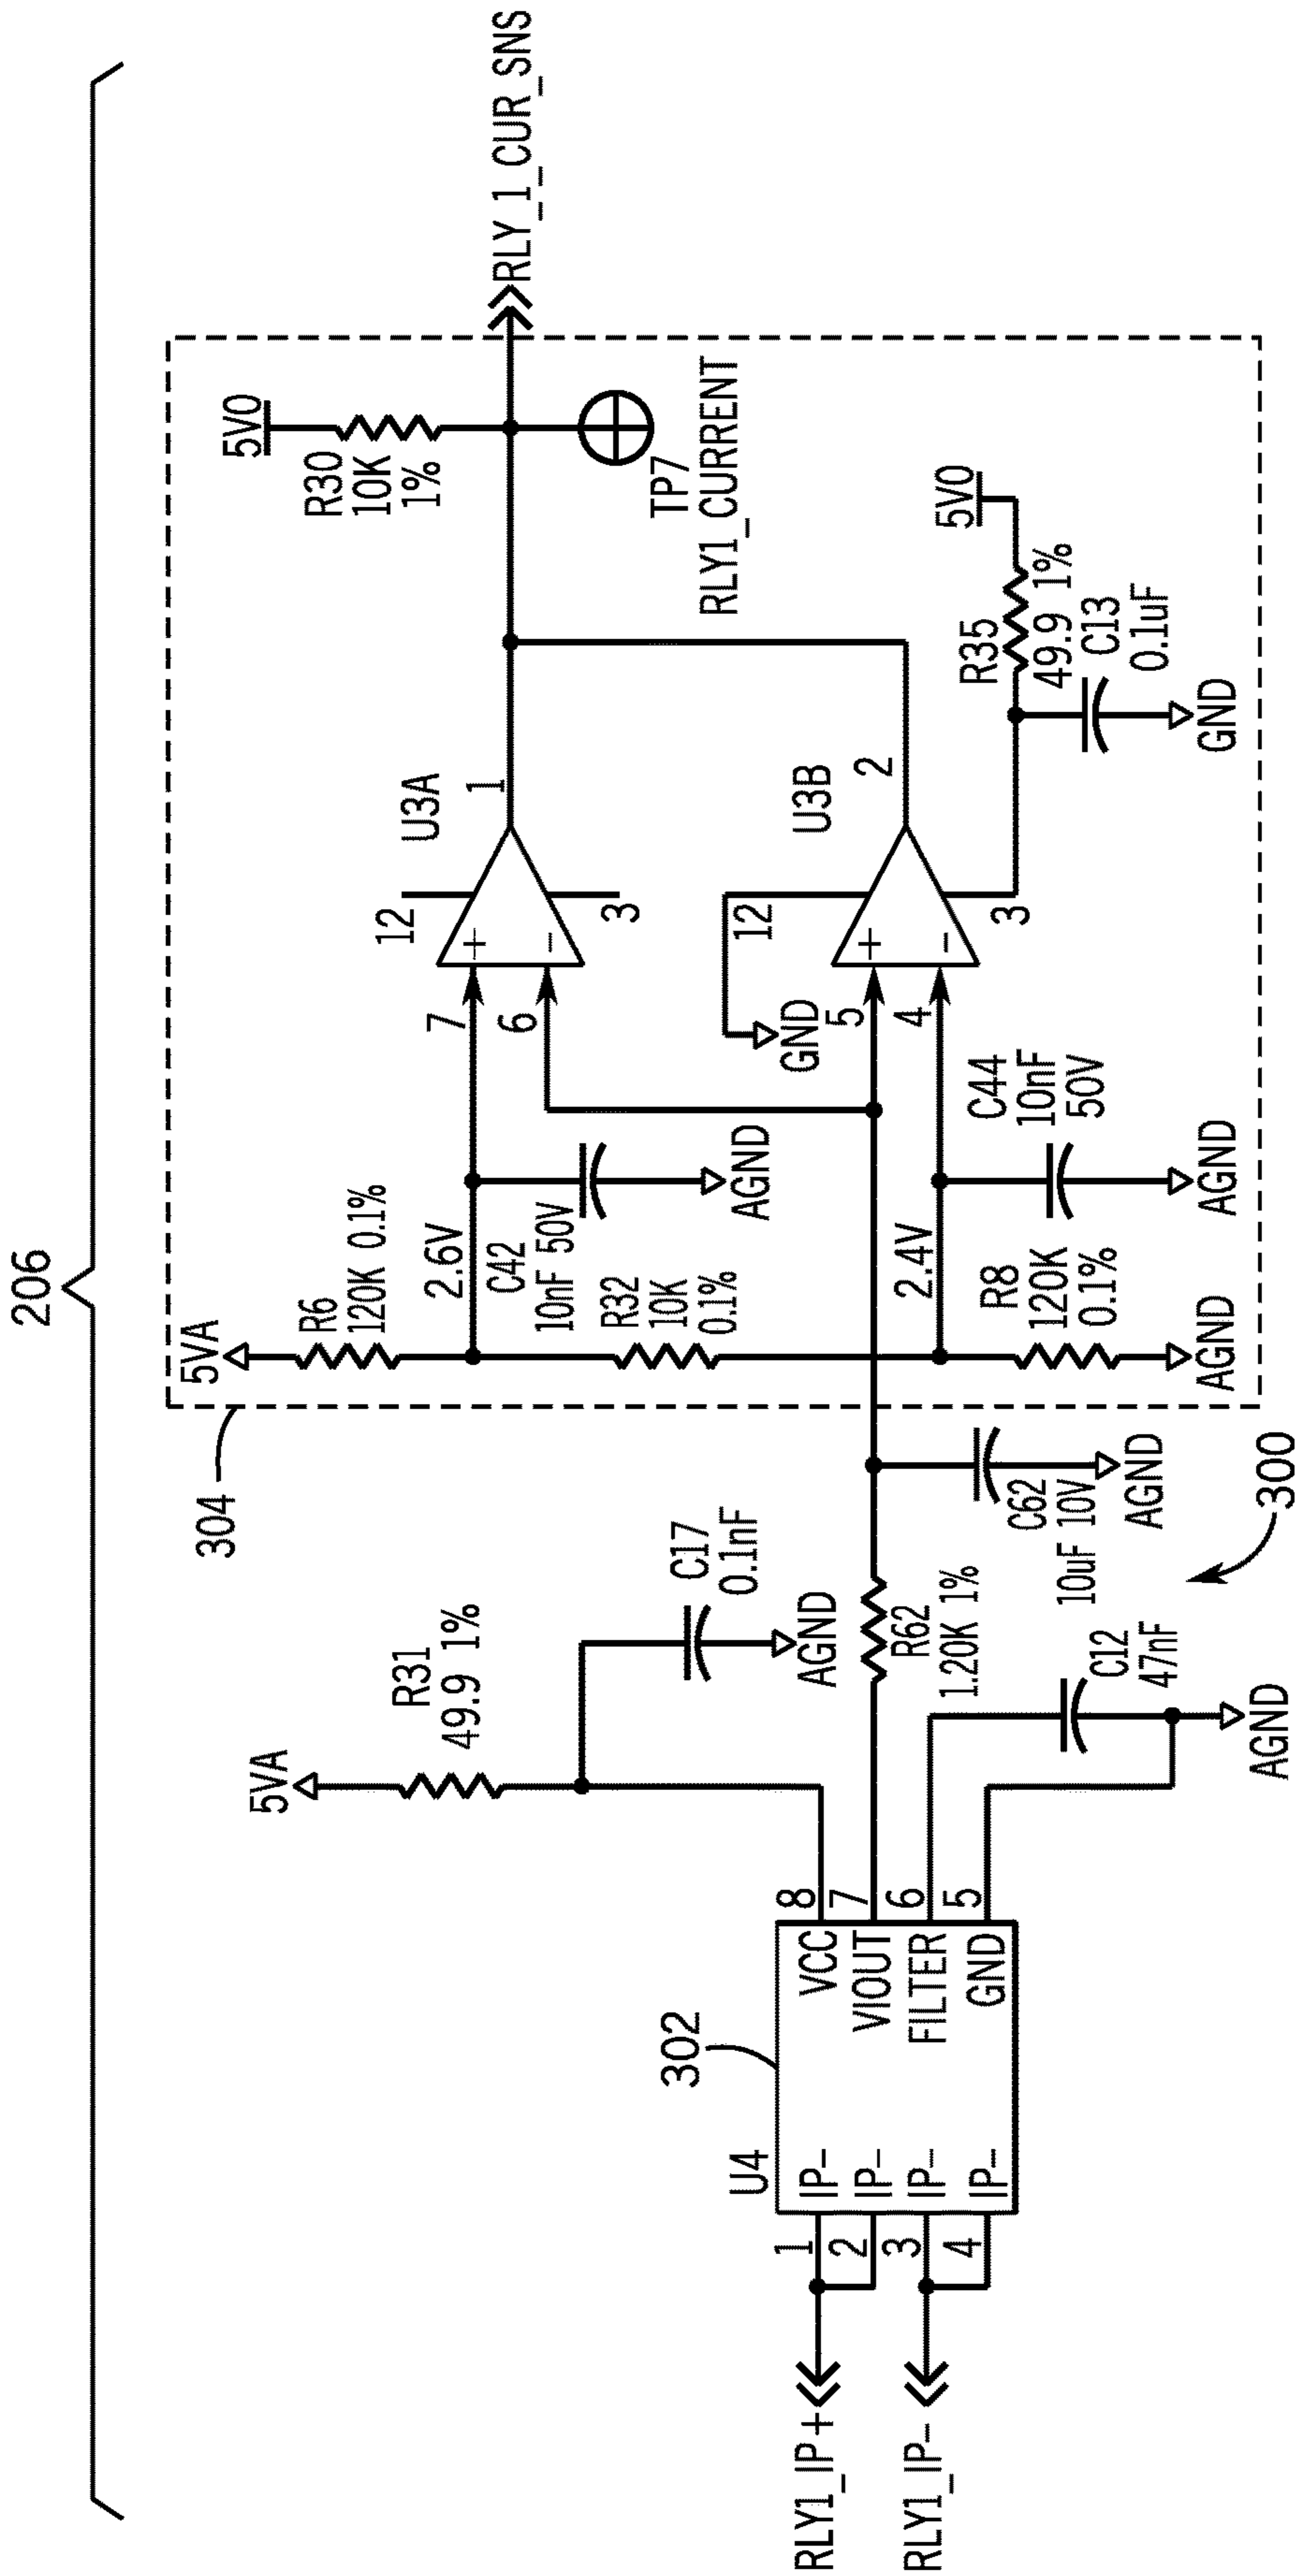 206
304
5VA
R6
120K 0.1%
2.6V
C42
10nF 50V
AGND
R32
10K
0.1%
2.4V
R8
120K
0.1%
AGND
C44
10nF
50V
AGND
7
6
+
-
12
3
U3A
1
GND
12
5
4
+
-
3
U3B
2
5V0
R30
10K
1%
TP7
RLY1_CURRENT
5V0
R35
49.9 1%
C13
0.1uF
GND
RLY_1_CUR_SNS
5VA
R31
49.9 1%
C17
0.1nF
AGND
R62
1.20K 1%
C62
10uF 10V
AGND
C12
47nF
AGND
300
302
U4
RLY1_IP+
RLY1_IP-
1
2
3
4
IP-
IP-
IP-
IP-
VCC
VIOUT
FILTER
GND
8
7
6
5